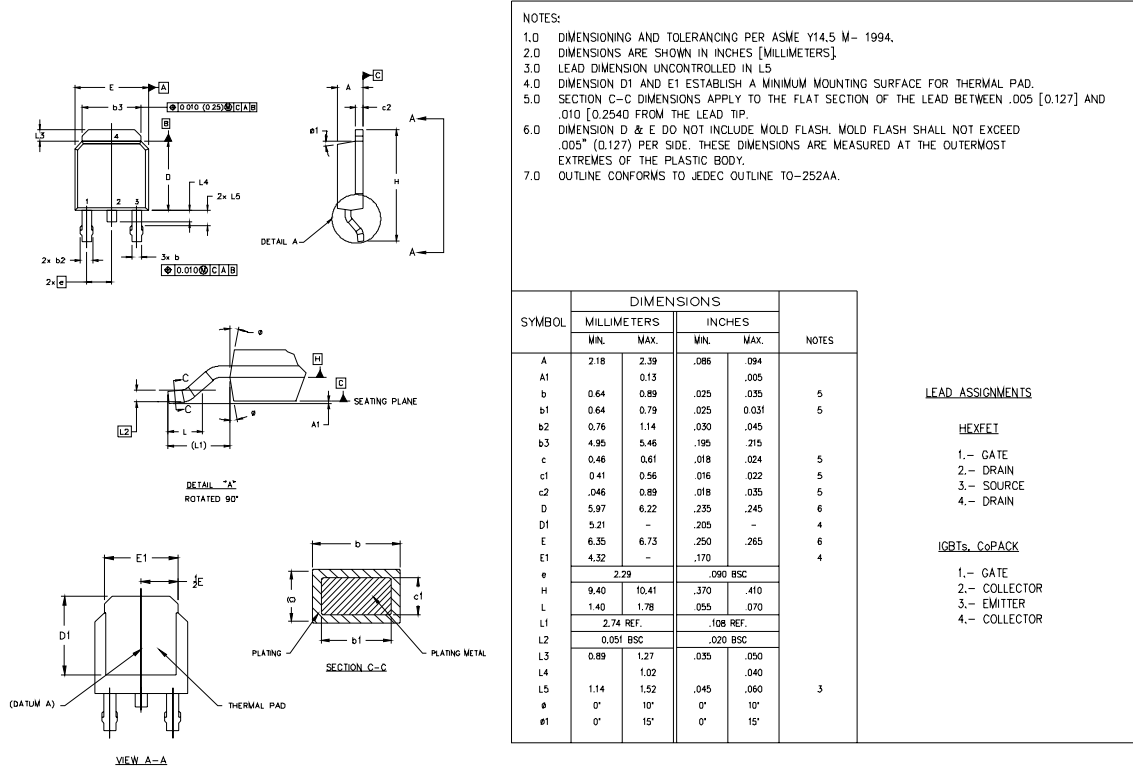 NOTES:
1.0 DIMENSIONING AND TOLERANCING PER ASME Y14.5 M- 1994.
2.0 DIMENSIONS ARE SHOWN IN INCHES [MILLIMETERS].
3.0 LEAD DIMENSION UNCONTROLLED IN L5
4.0 DIMENSION D1 AND E1 ESTABLISH A MINIMUM MOUNTING SURFACE FOR THERMAL PAD.
5.0 SECTION C-C DIMENSIONS APPLY TO THE FLAT SECTION OF THE LEAD BETWEEN .005 [0.127] AND
.010 [0.2540 FROM THE LEAD TIP.
6.0 DIMENSION D & E DO NOT INCLUDE MOLD FLASH. MOLD FLASH SHALL NOT EXCEED
.005" (0.127) PER SIDE. THESE DIMENSIONS ARE MEASURED AT THE OUTERMOST
EXTREMES OF THE PLASTIC BODY.
7.0 OUTLINE CONFORMS TO JEDEC OUTLINE TO-252AA.
E A
b3 0.010 (0.25) M C A B
L3
4
B
D
L4
2x L5
1 2 3
2x b2
3x b
0.010 M C A B
2x e
C
A
c2
ø1
H
A
A
DETAIL A
ø
H
C
C
C
SEATING PLANE
A1
ø
L2
L
(L1)
DETAIL "A"
ROTATED 90°
E1
½E
D1
(DATUM A)
THERMAL PAD
VIEW A-A
b
(c)
c1
b1
PLATING
PLATING METAL
SECTION C-C
DIMENSIONS
SYMBOL MILLIMETERS INCHES
MIN. MAX. MIN. MAX. NOTES
A 2.18 2.39 .086 .094
A1 0.13 .005
b 0.64 0.89 .025 .035 5
b1 0.64 0.79 .025 0.031 5
b2 0.76 1.14 .030 .045
b3 4.95 5.46 .195 .215
c 0.46 0.61 .018 .024 5
c1 0 41 0.56 .016 .022 5
c2 .046 0.89 .018 .035 5
D 5.97 6.22 .235 .245 6
D1 5.21 - .205 - 4
E 6.35 6.73 .250 .265 6
E1 4.32 - .170 4
e 2.29 .090 BSC
H 9.40 10.41 .370 .410
L 1.40 1.78 .055 .070
L1 2.74 REF. .108 REF.
L2 0.051 BSC .020 BSC
L3 0.89 1.27 .035 .050
L4 1.02 .040
L5 1.14 1.52 .045 .060 3
ø 0° 10° 0° 10°
ø1 0° 15° 0° 15°
LEAD ASSIGNMENTS
HEXFET
1.- GATE
2.- DRAIN
3.- SOURCE
4.- DRAIN
IGBTs, CoPACK
1.- GATE
2.- COLLECTOR
3.- EMITTER
4.- COLLECTOR